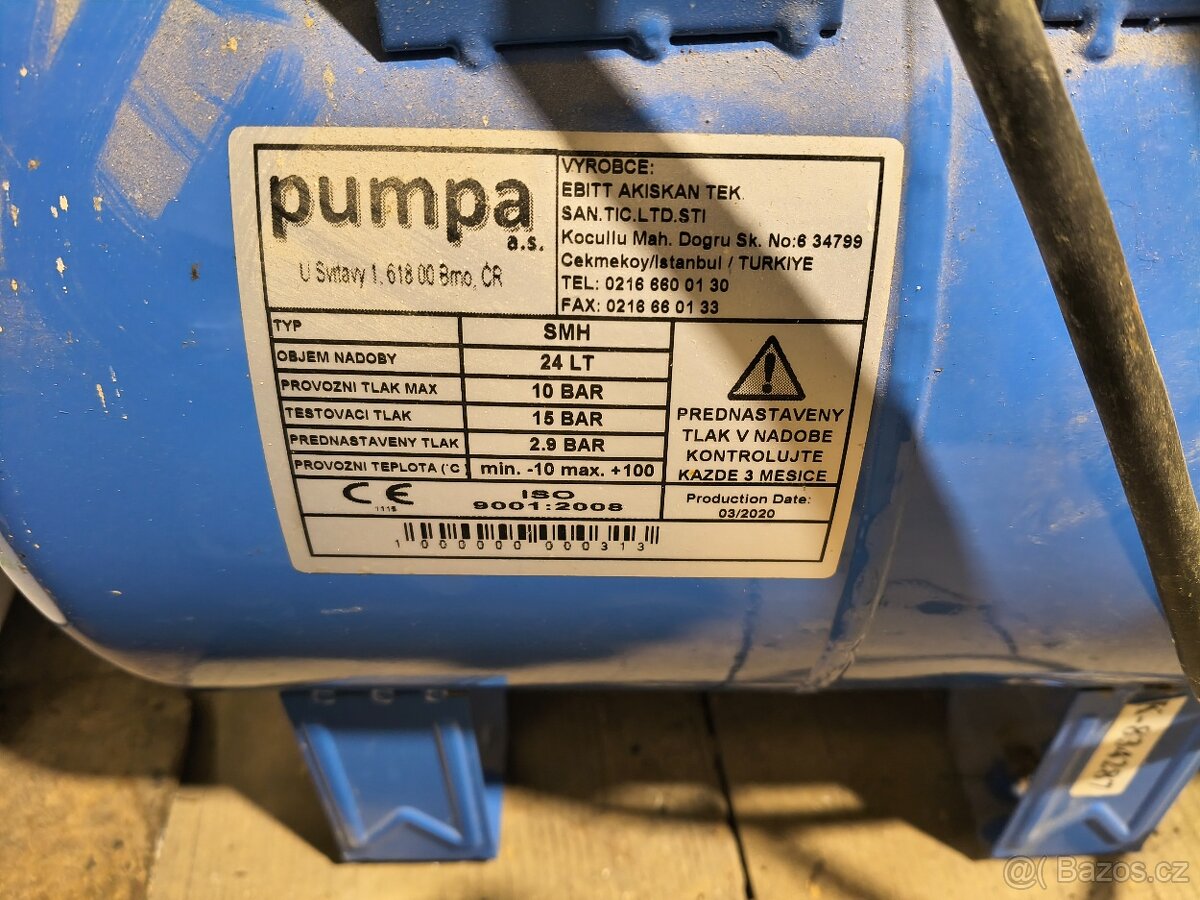 pumpa
a.s.
U Svitavy 1, 618 00 Brno, ČR
VYROBCE:
EBITT AKISKAN TEK.
SAN.TIC.LTD.STI
Kocullu Mah. Dogru Sk. No:6 34799
Cekmekoy/Istanbul / TURKIYE
TEL: 0216 660 01 30
FAX: 0216 66 01 33
TYP SMH
OBJEM NADOBY 24 LT
PROVOZNI TLAK MAX 10 BAR
TESTOVACI TLAK 15 BAR
PREDNASTAVENY TLAK 2.9 BAR
PROVOZNI TEPLOTA (°C) min. -10 max. +100
PREDNASTAVENY
TLAK V NADOBE
KONTROLUJTE
KAZDE 3 MESICE
CE
1115
ISO
9001:2008
Production Date:
03/2020
1 000000 000313
K-834287
@( Bazos.cz